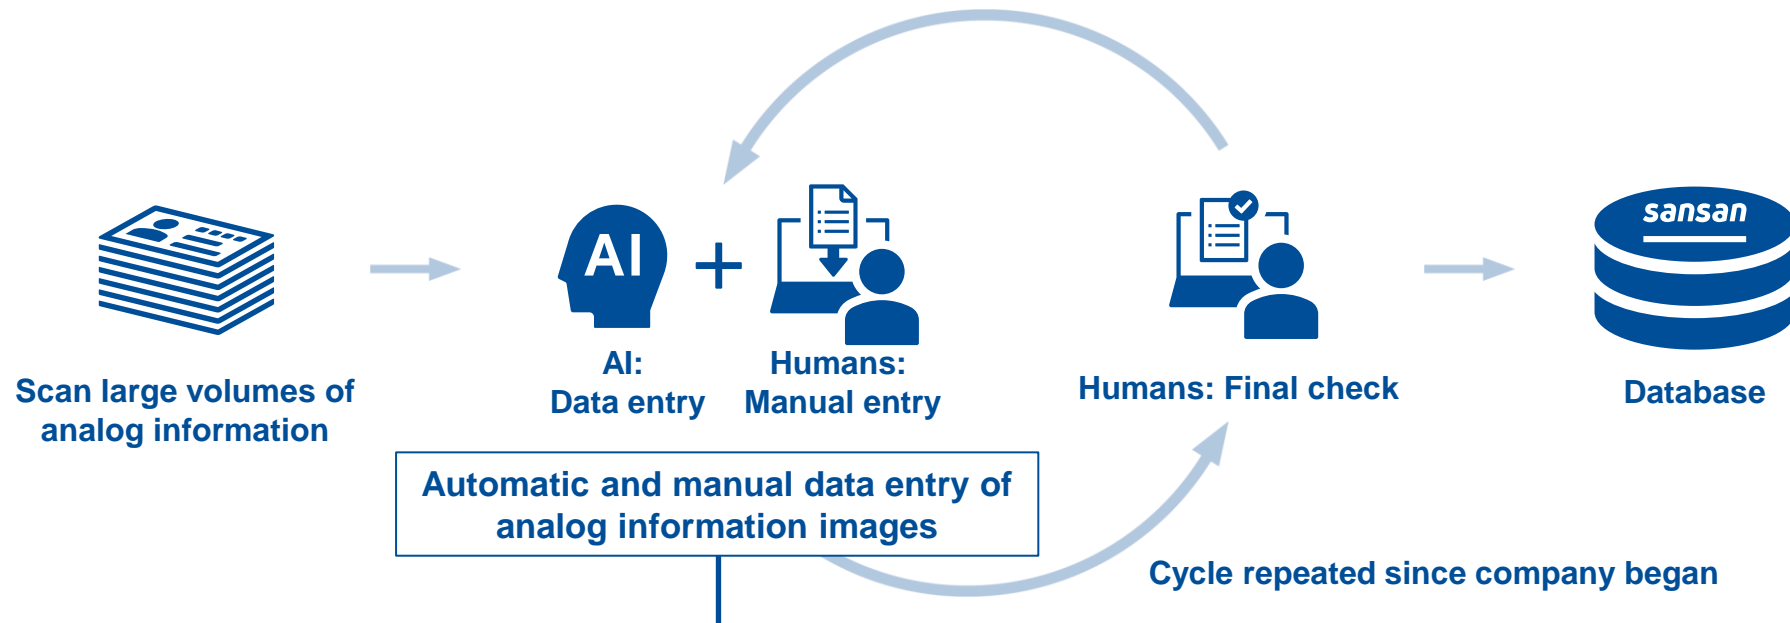 Scan large volumes of
analog information
AI
AI:
Data entry
+
Humans:
Manual entry
Automatic and manual data entry of
analog information images
Humans: Final check
Cycle repeated since company began
sansan
Database